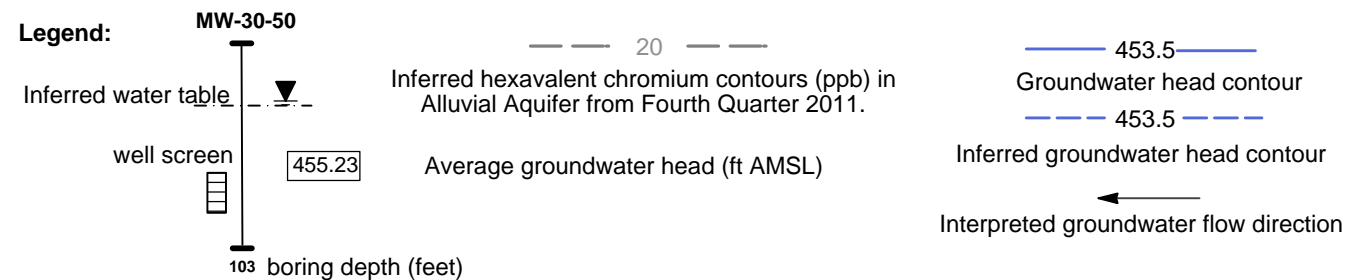 Legend:
MW-30-50
Inferred water table
well screen
455.23
103 boring depth (feet)
20
Inferred hexavalent chromium contours (ppb) in
Alluvial Aquifer from Fourth Quarter 2011.
Average groundwater head (ft AMSL)
453.5
Groundwater head contour
453.5
Inferred groundwater head contour
Interpreted groundwater flow direction